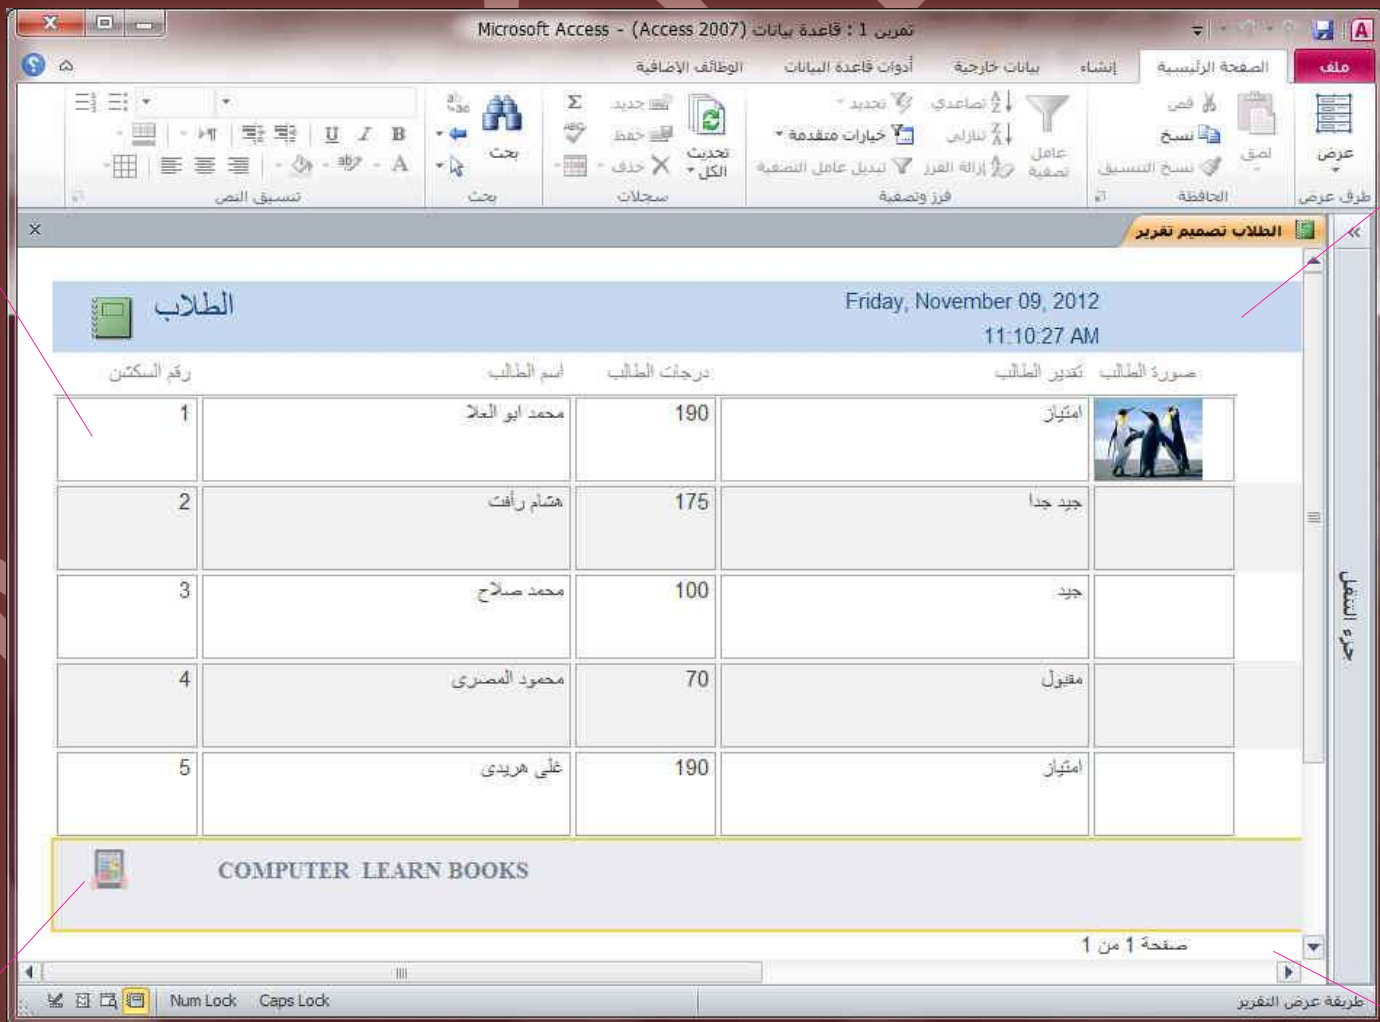 تمرين 1 : قاعدة بيانات (Access 2007) - Microsoft Access
ملف
الصفحة الرئيسية
إنشاء
بيانات خارجية
أدوات قاعدة البيانات
الوظائف الإضافية
عرض
طرق عرض
لصق
قص
نسخ
نسخ التنسيق
الحافظة
عامل تصفية
تصاعدي
تنازلي
إزالة الفرز
تحديد
خيارات متقدمة
تبديل عامل التصفية
فرز وتصفية
تحديث الكل
جديد
حفظ
حذف
سجلات
بحث
بحث
B I U
A
تنسيق النص
الطلاب تصميم تقرير
جزء التنقل
الطلاب
Friday, November 09, 2012
11:10:27 AM
رقم السكشن اسم الطالب درجات الطالب تقدير الطالب صورة الطالب
1 محمد ابو العلا 190 امتياز
2 هشام رأفت 175 جيد جدا
3 محمد صلاح 100 جيد
4 محمود المصرى 70 مقبول
5 غلى هريدى 190 امتياز
COMPUTER LEARN BOOKS
صفحة 1 من 1
طريقة عرض التقرير
Num Lock Caps Lock